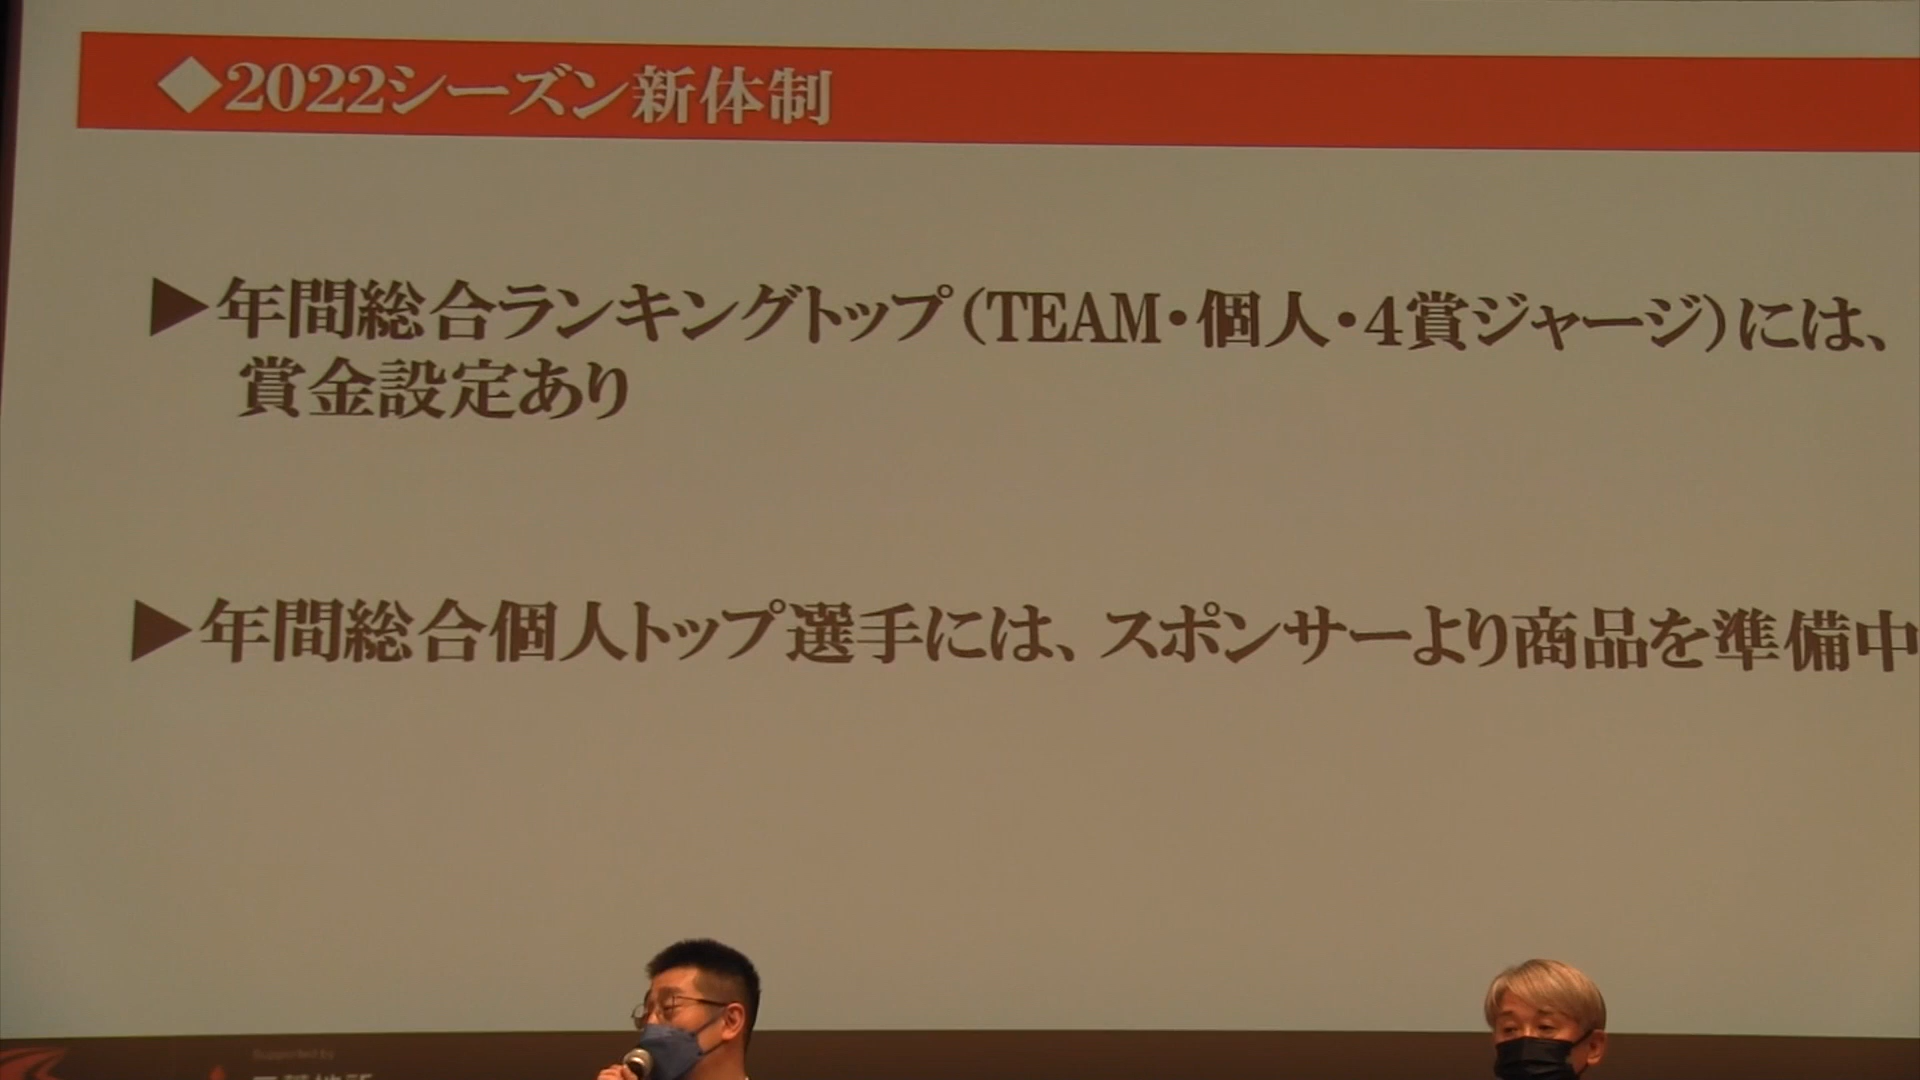 ◆2022シーズン新体制
▶年間総合ランキングトップ（TEAM・個人・4賞ジャージ）には、
賞金設定あり
▶年間総合個人トップ選手には、スポンサーより商品を準備中
Supported by